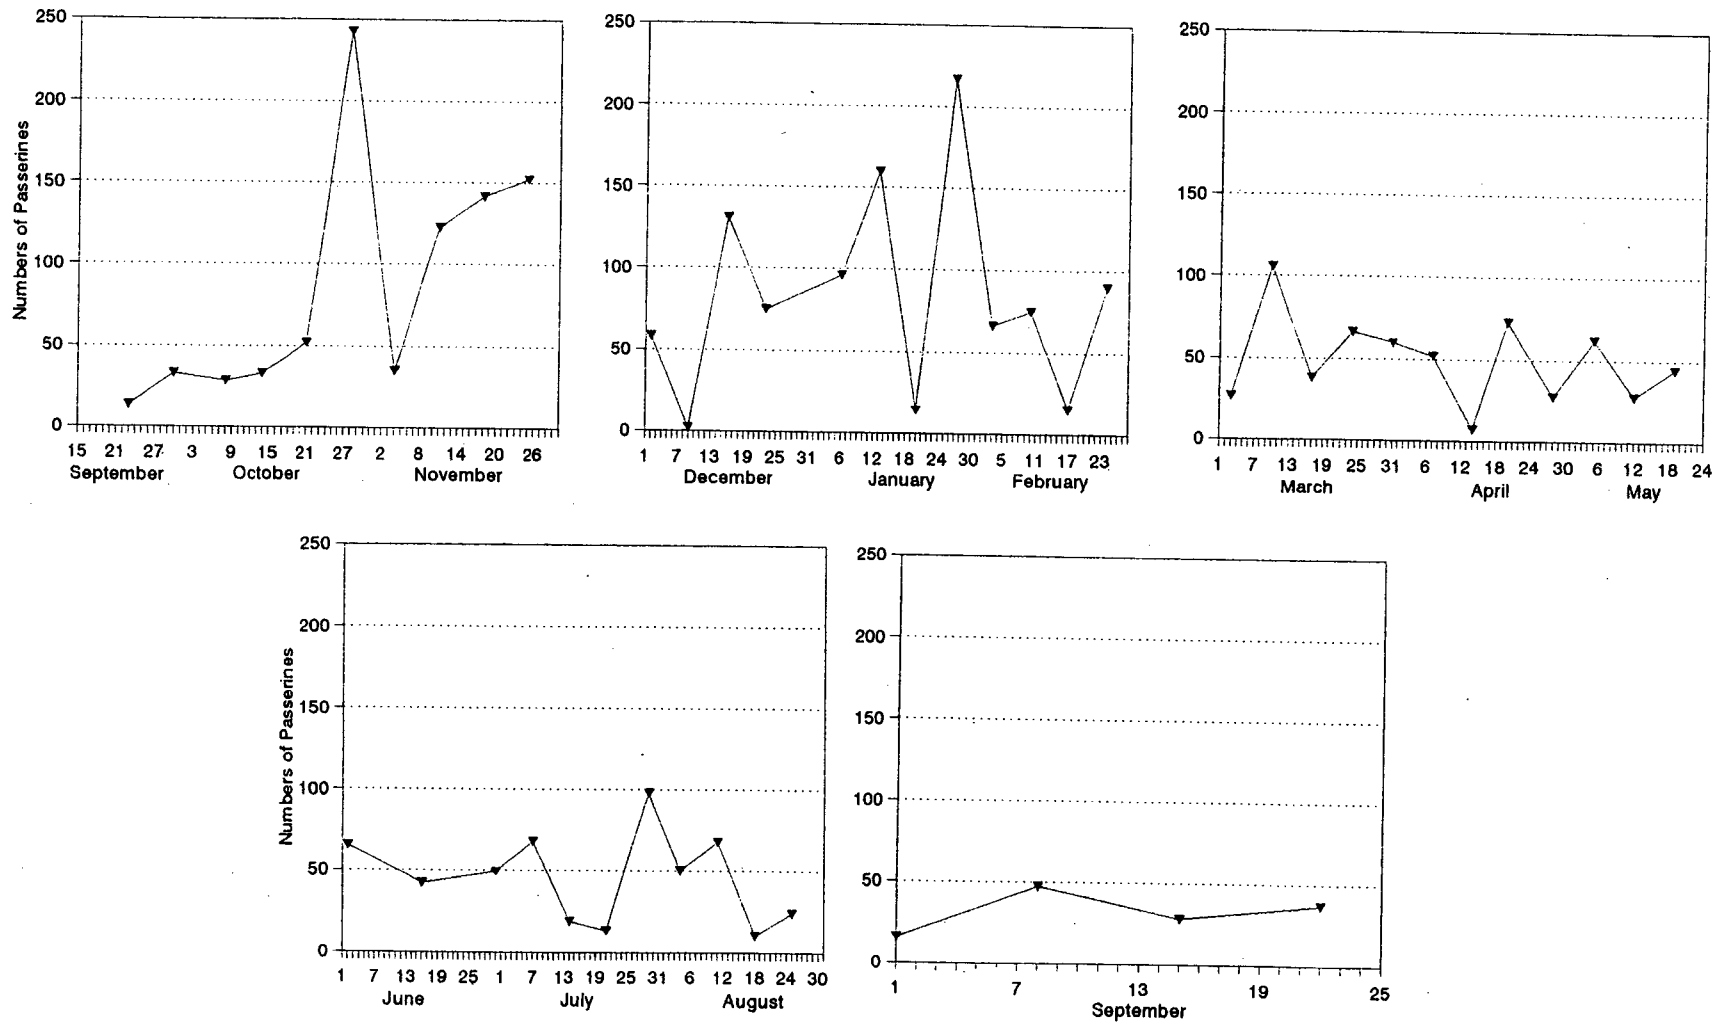 250
200
150
100
50
0
Numbers of Passerines
15 21 27 3 9 15 21 27 2 8 14 20 26
September October November
250
200
150
100
50
0
1 7 13 19 25 31 6 12 18 24 30 5 11 17 23
December January February
250
200
150
100
50
0
1 7 13 19 25 31 6 12 18 24 30 6 12 18 24
March April May
250
200
150
100
50
0
Numbers of Passerines
1 7 13 19 25 1 7 13 19 25 31 6 12 18 24 30
June July August
250
200
150
100
50
0
1 7 13 19 25
September